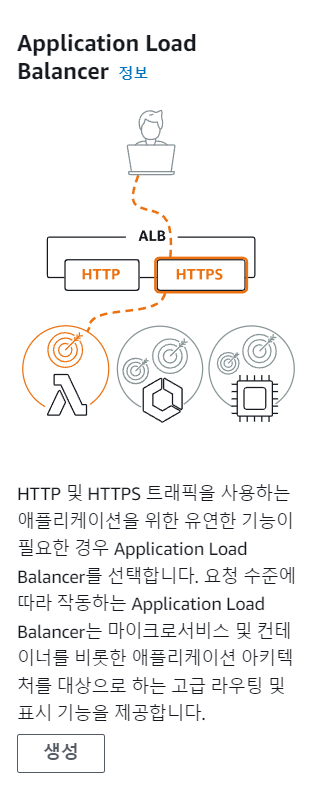 Application Load
Balancer 정보
ALB
HTTP HTTPS
HTTP 및 HTTPS 트래픽을 사용하는
애플리케이션을 위한 유연한 기능이
필요한 경우 Application Load
Balancer를 선택합니다. 요청 수준에
따라 작동하는 Application Load
Balancer는 마이크로서비스 및 컨테
이너를 비롯한 애플리케이션 아키텍
처를 대상으로 하는 고급 라우팅 및
표시 기능을 제공합니다.
생성